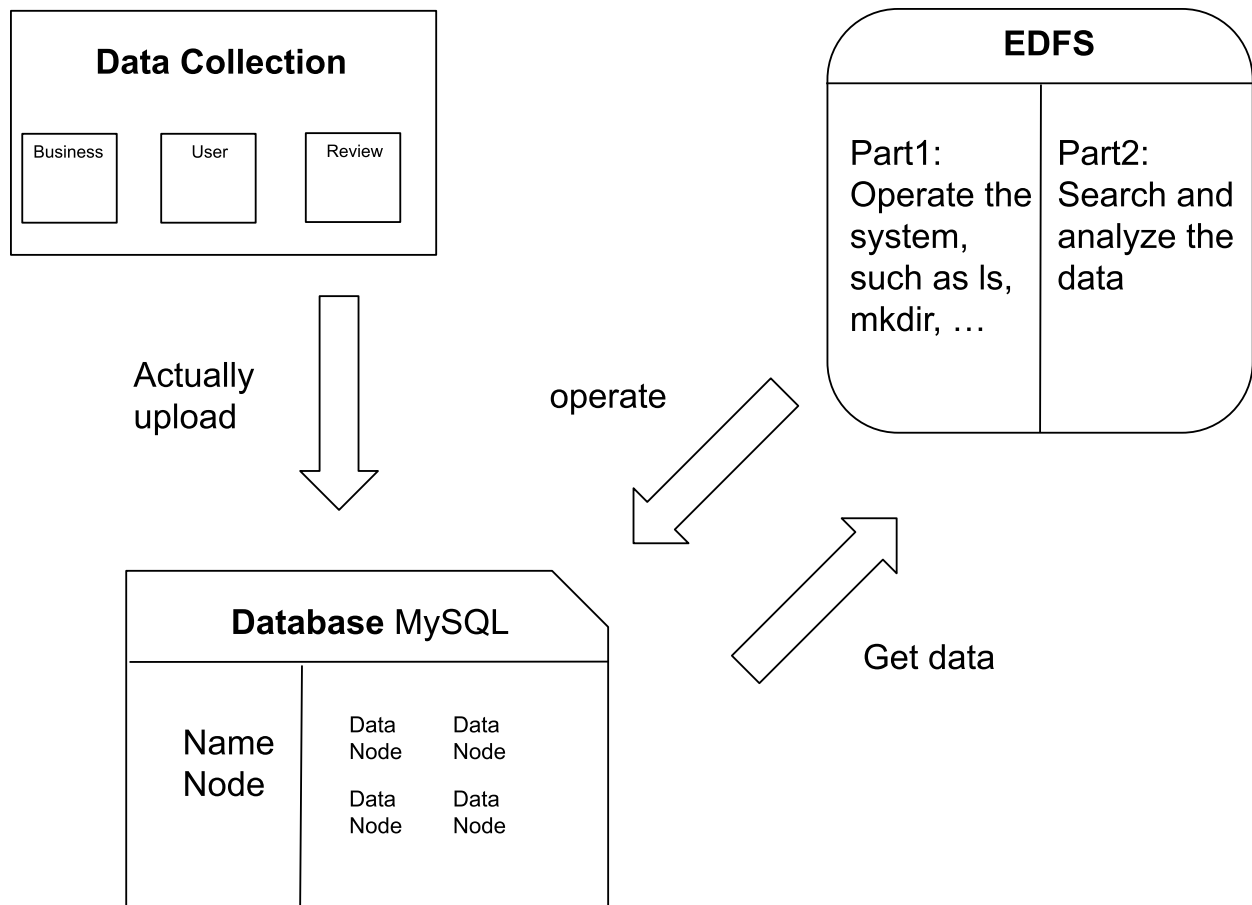 Data Collection
Business
User
Review
EDFS
Part1:
Operate the
system,
such as ls,
mkdir, …
Part2:
Search and
analyze the
data
Actually
upload
operate
Get data
Database MySQL
Name
Node
Data
Node
Data
Node
Data
Node
Data
Node